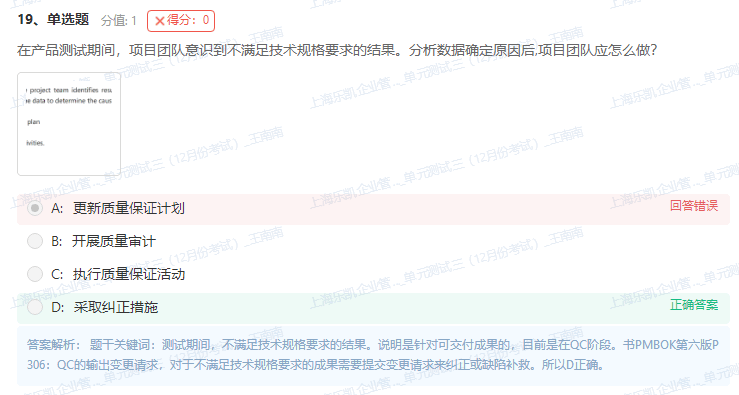 19、单选题 分值: 1 ✕得分：0
在产品测试期间，项目团队意识到不满足技术规格要求的结果。分析数据确定原因后,项目团队应怎么做?
project team identifies resu
e data to determine the caus
plan
ivities.
A: 更新质量保证计划 回答错误
B: 开展质量审计
C: 执行质量保证活动
D: 采取纠正措施 正确答案
答案解析： 题干关键词：测试期间，不满足技术规格要求的结果。说明是针对可交付成果的，目前是在QC阶段。书PMBOK第六版P
306：QC的输出变更请求，对于不满足技术规格要求的成果需要提交变更请求来纠正或缺陷补救。所以D正确。
上海乐凯企业管..._单元测试三（12月份考试）_王南南